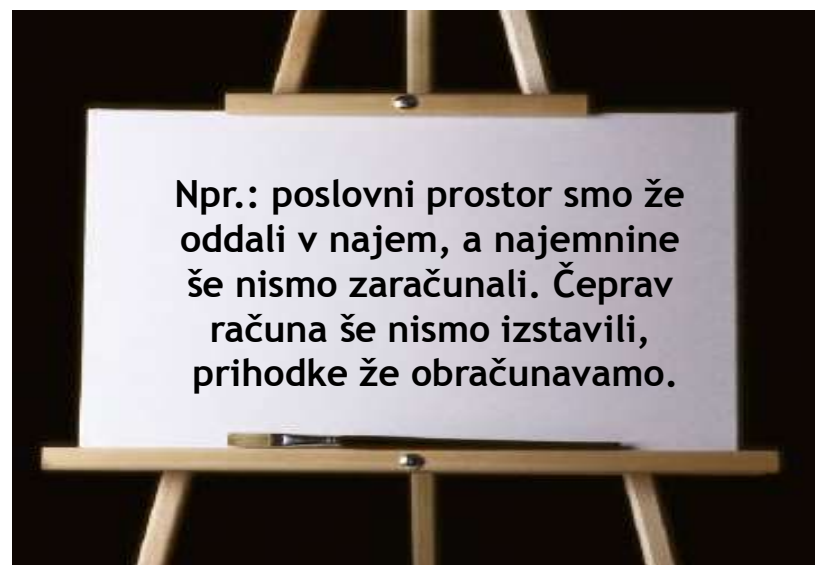 Npr.: poslovni prostor smo že
oddali v najem, a najemnine
še nismo zaračunali. Čeprav
računa še nismo izstavili,
prihodke že obračunavamo.